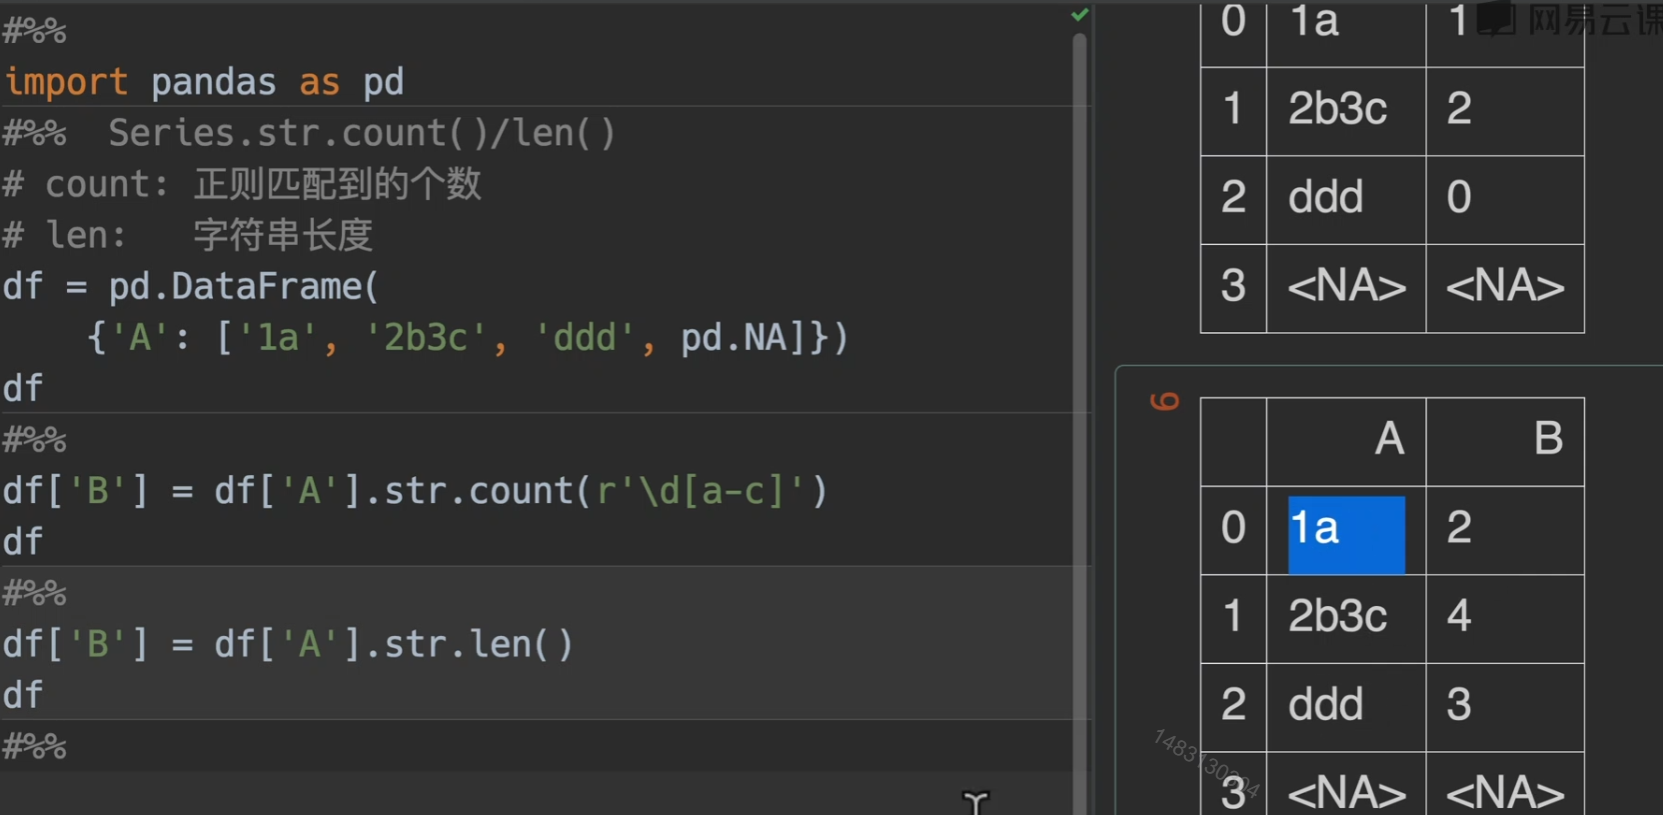 #%%
import pandas as pd
#%%  Series.str.count()/len()
# count: 正则匹配到的个数
# len:   字符串长度
df = pd.DataFrame(
    {'A': ['1a', '2b3c', 'ddd', pd.NA]})
df
#%%
df['B'] = df['A'].str.count(r'\d[a-c]')
df
#%%
df['B'] = df['A'].str.len()
df
#%%
0 1a 1
1 2b3c 2
2 ddd 0
3 <NA> <NA>
6
A B
0 1a 2
1 2b3c 4
2 ddd 3
3 <NA> <NA>
网易云课